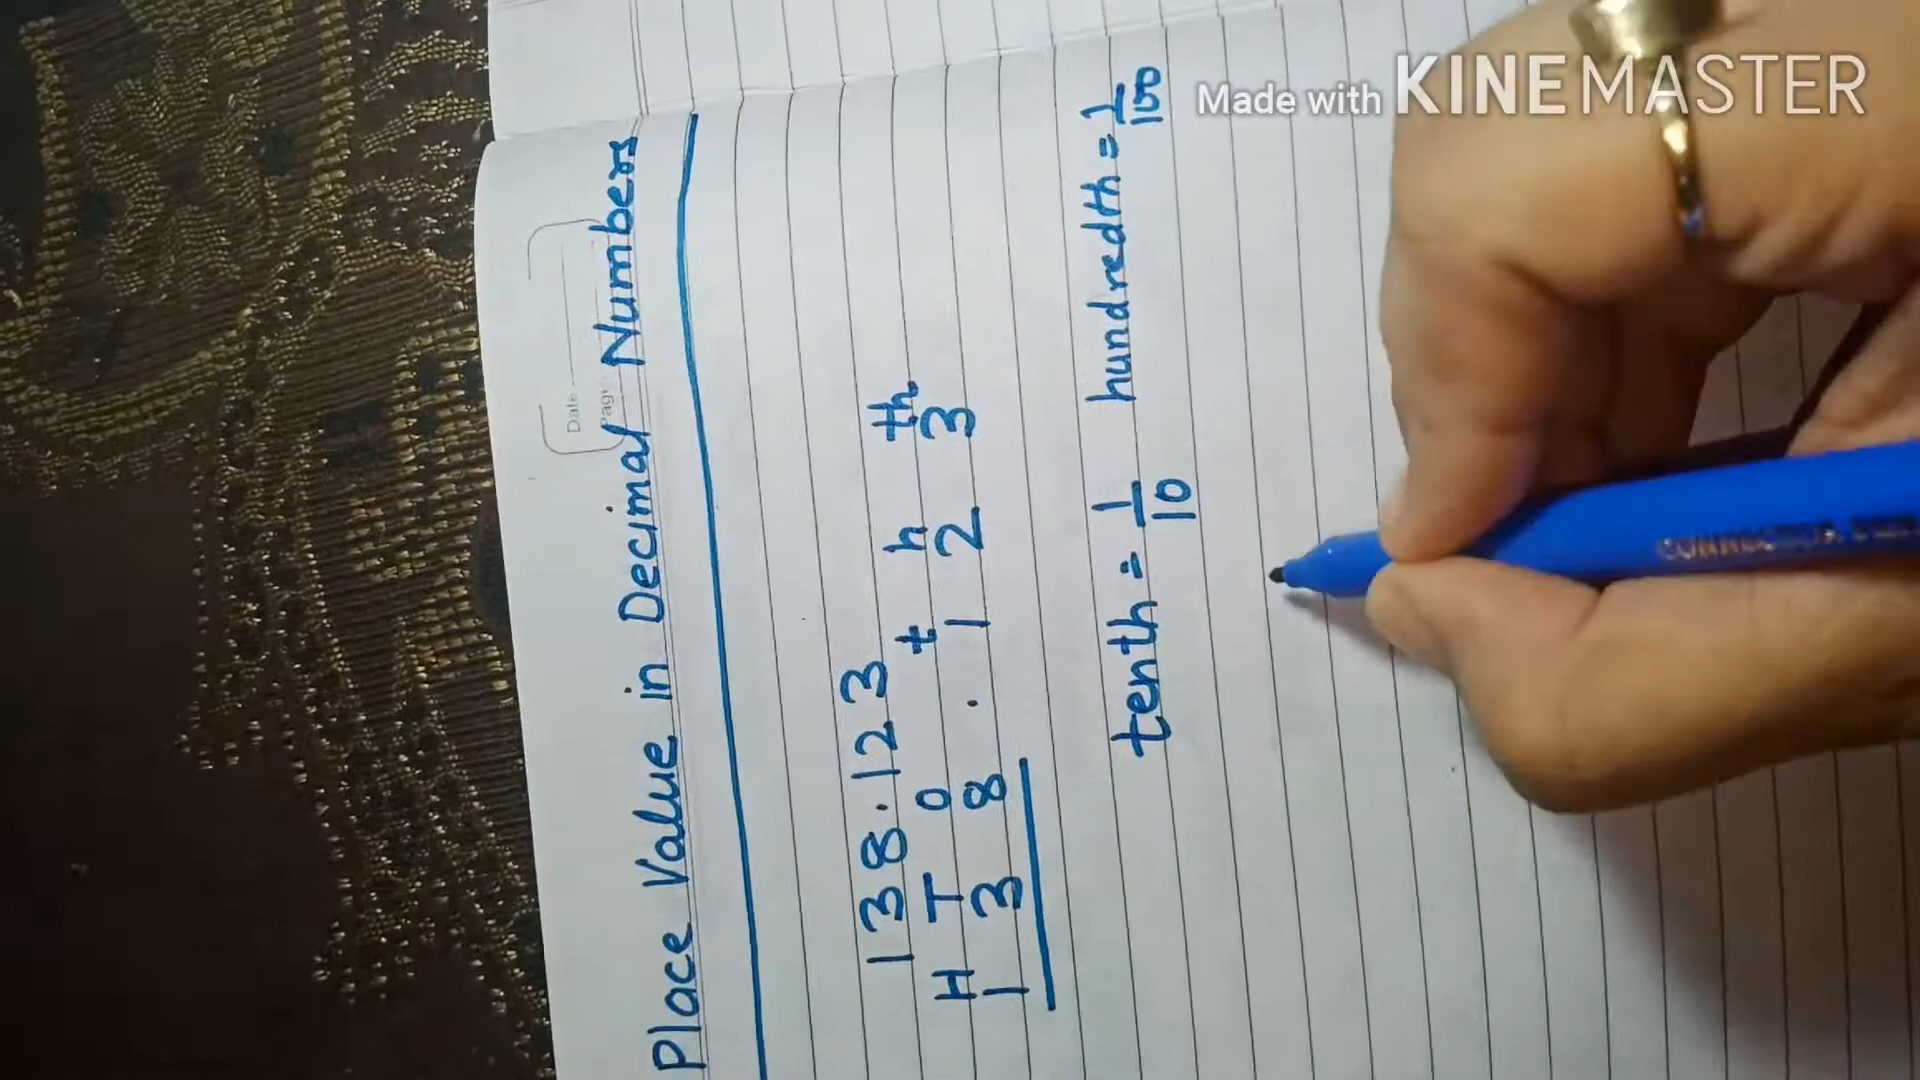 Made with KINEMASTER
Date
Page
Place Value in Decimal Numbers
138.123
H T O t h th
1 3 8 . 1 2 3
tenth = 1/10 hundredth = 1/100